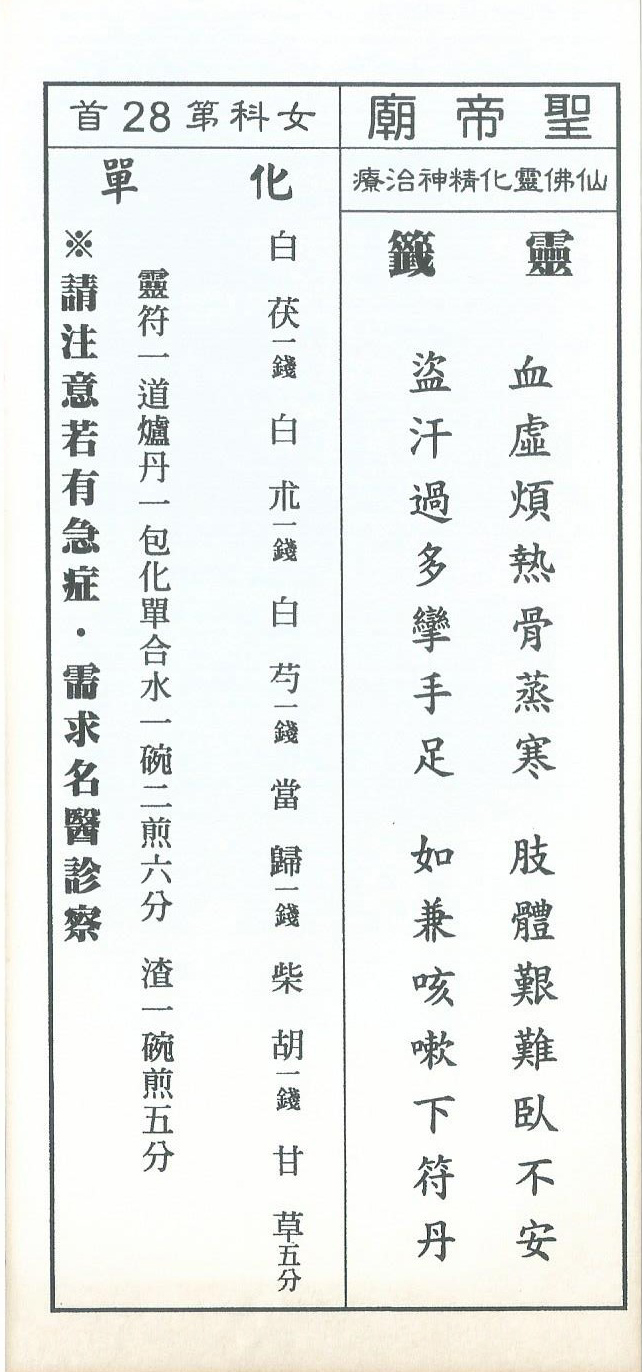 聖帝廟
仙佛靈化精神治療
靈籤
血虛煩熱骨蒸寒 肢體艱難臥不安
盜汗過多攣手足 如兼咳嗽下符丹
女科第28首
化單
白茯一錢 白朮一錢 白芍一錢 當歸一錢 柴胡一錢 甘草五分
靈符一道爐丹一包化單合水一碗二煎六分 渣一碗煎五分
※請注意若有急症．需求名醫診察